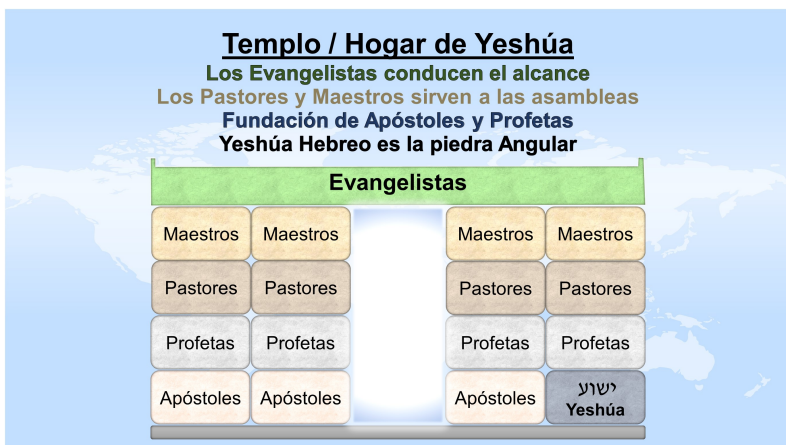 Templo / Hogar de Yeshúa
Los Evangelistas conducen el alcance
Los Pastores y Maestros sirven a las asambleas
Fundación de Apóstoles y Profetas
Yeshúa Hebreo es la piedra Angular
Evangelistas
Maestros Maestros Maestros Maestros
Pastores Pastores Pastores Pastores
Profetas Profetas Profetas Profetas
Apóstoles Apóstoles Apóstoles ישוע
Yeshúa